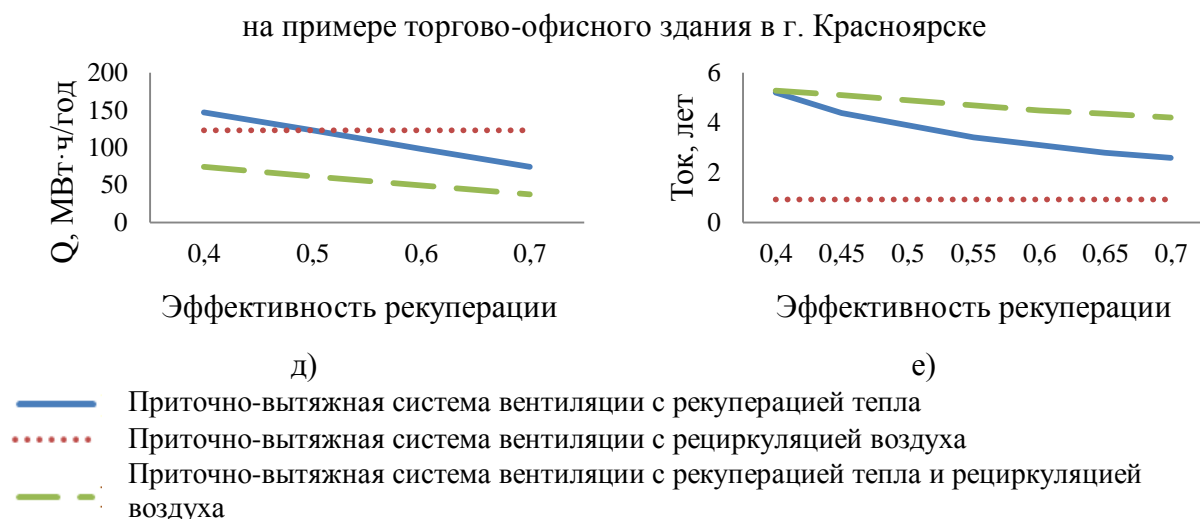 на примере торгово-офисного здания в г. Красноярске
Q, МВт·ч/год
200
150
100
50
0
0,4 0,5 0,6 0,7
Эффективность рекуперации
д)
Ток, лет
6
4
2
0
0,4 0,45 0,5 0,55 0,6 0,65 0,7
Эффективность рекуперации
е)
Приточно-вытяжная система вентиляции с рекуперацией тепла
Приточно-вытяжная система вентиляции с рециркуляцией воздуха
Приточно-вытяжная система вентиляции с рекуперацией тепла и рециркуляцией
воздуха